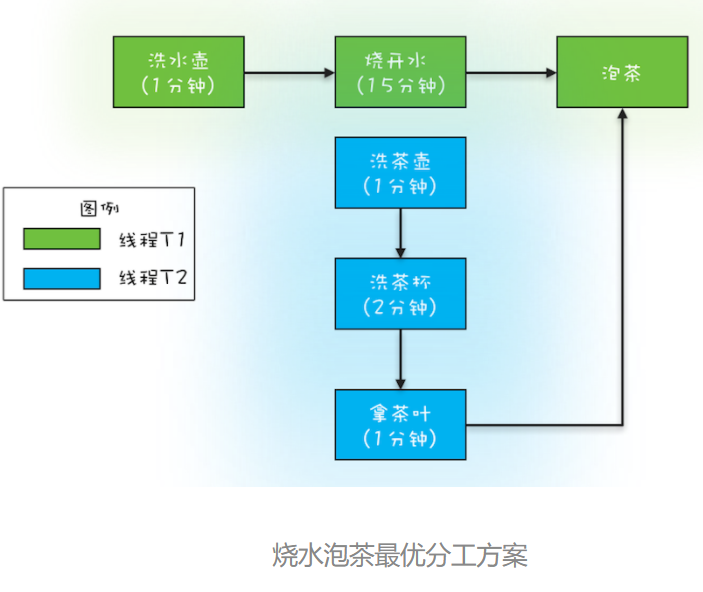 洗水壶
(1分钟)
烧开水
(15分钟)
泡茶
洗茶壶
(1分钟)
图例
线程T1
线程T2
洗茶杯
(2分钟)
拿茶叶
(1分钟)
烧水泡茶最优分工方案